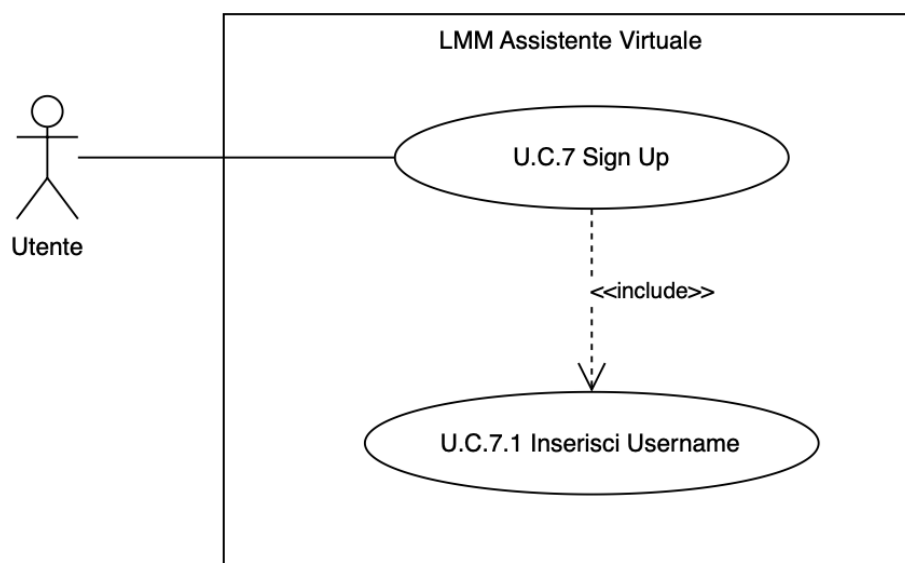 LMM Assistente Virtuale
U.C.7 Sign Up
Utente
<<include>>
U.C.7.1 Inserisci Username